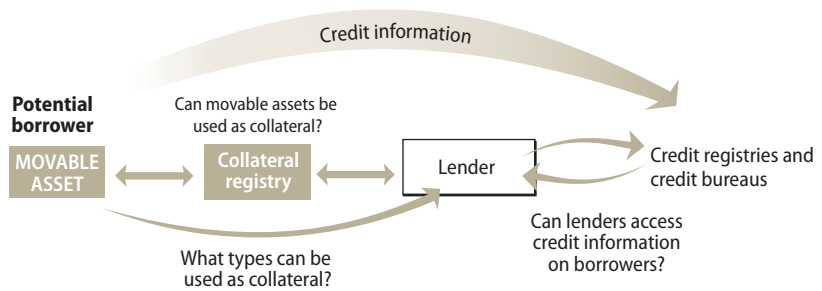 Credit information
Potential
borrower
Can movable assets be
used as collateral?
MOVABLE
ASSET
Collateral
registry
Lender
Credit registries and
credit bureaus
What types can be
used as collateral?
Can lenders access
credit information
on borrowers?